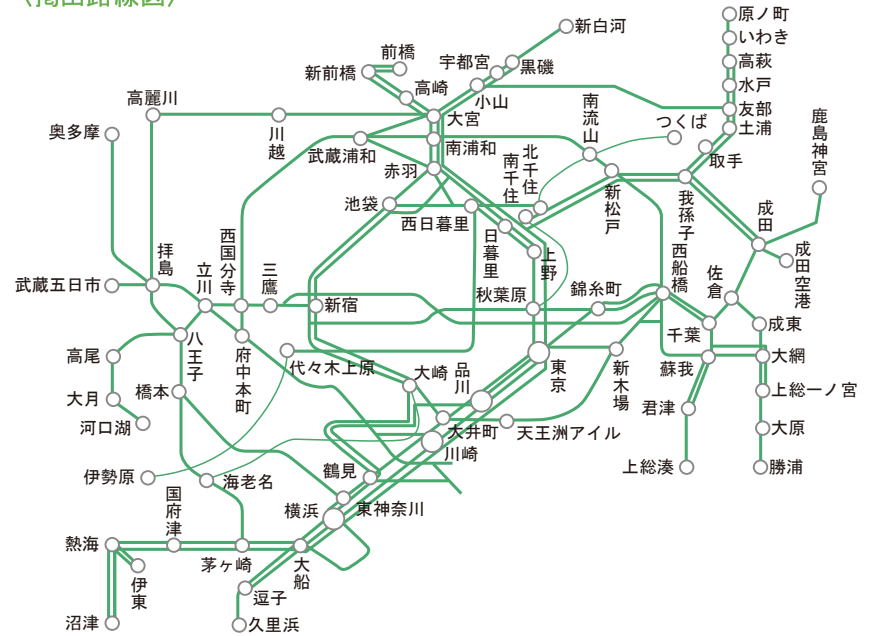 〈掲出路線図〉
原ノ町
新白河
いわき
前橋
宇都宮
黒磯
高萩
新前橋
高崎
小山
水戸
高麗川
大宮
南流山
つくば
友部
土浦
鹿島神宮
奥多摩
川越
武蔵浦和
南浦和
北千住
南千住
取手
赤羽
新松戸
我孫子
池袋
西日暮里
成田
拝島
立川
西国分寺
三鷹
日暮里
上野
西船橋
成田空港
武蔵五日市
新宿
秋葉原
錦糸町
佐倉
千葉
成東
高尾
八王子
府中本町
代々木上原
大崎
品川
東京
新木場
蘇我
大網
大月
橋本
上総一ノ宮
君津
河口湖
大井町
天王洲アイル
大原
川崎
伊勢原
海老名
鶴見
上総湊
勝浦
国府津
横浜
東神奈川
熱海
茅ヶ崎
大船
伊東
逗子
沼津
久里浜